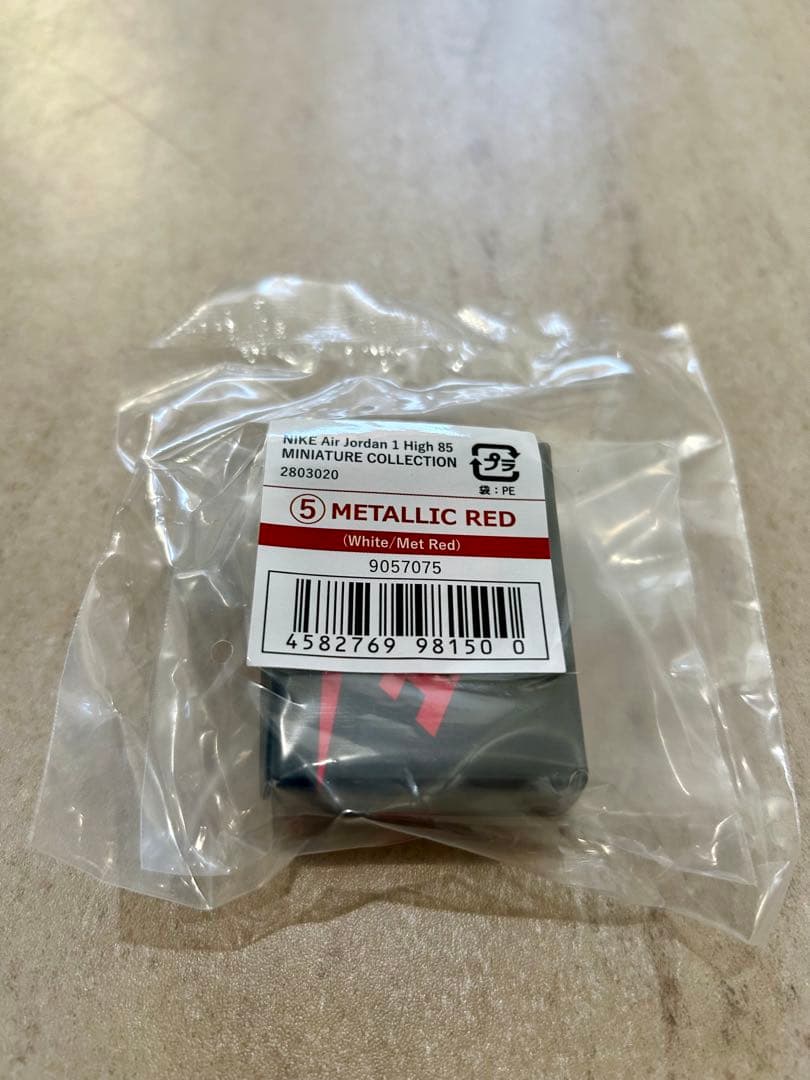 NIKE Air Jordan 1 High 85
MINIATURE COLLECTION
2803020
プラ
袋:PE
⑤ METALLIC RED
(White/Met Red)
9057075
4582769 98150 0